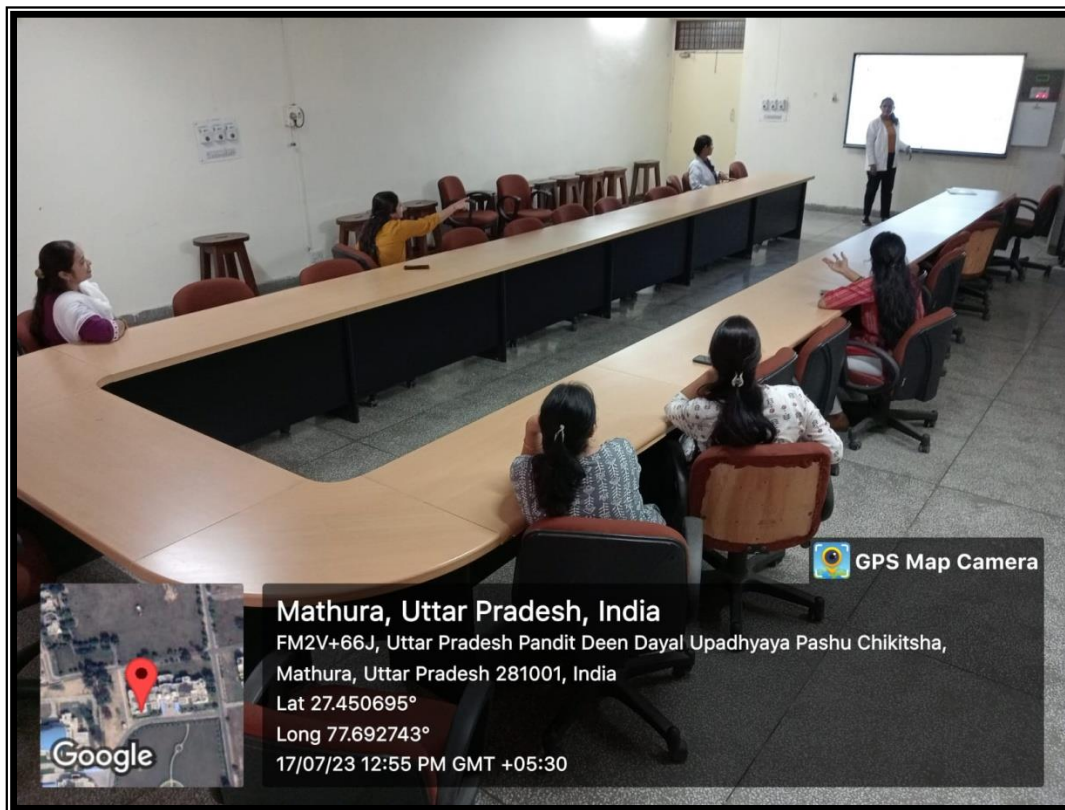 GPS Map Camera
Mathura, Uttar Pradesh, India
FM2V+66J, Uttar Pradesh Pandit Deen Dayal Upadhyaya Pashu Chikitsha,
Mathura, Uttar Pradesh 281001, India
Lat 27.450695°
Long 77.692743°
17/07/23 12:55 PM GMT +05:30
Google